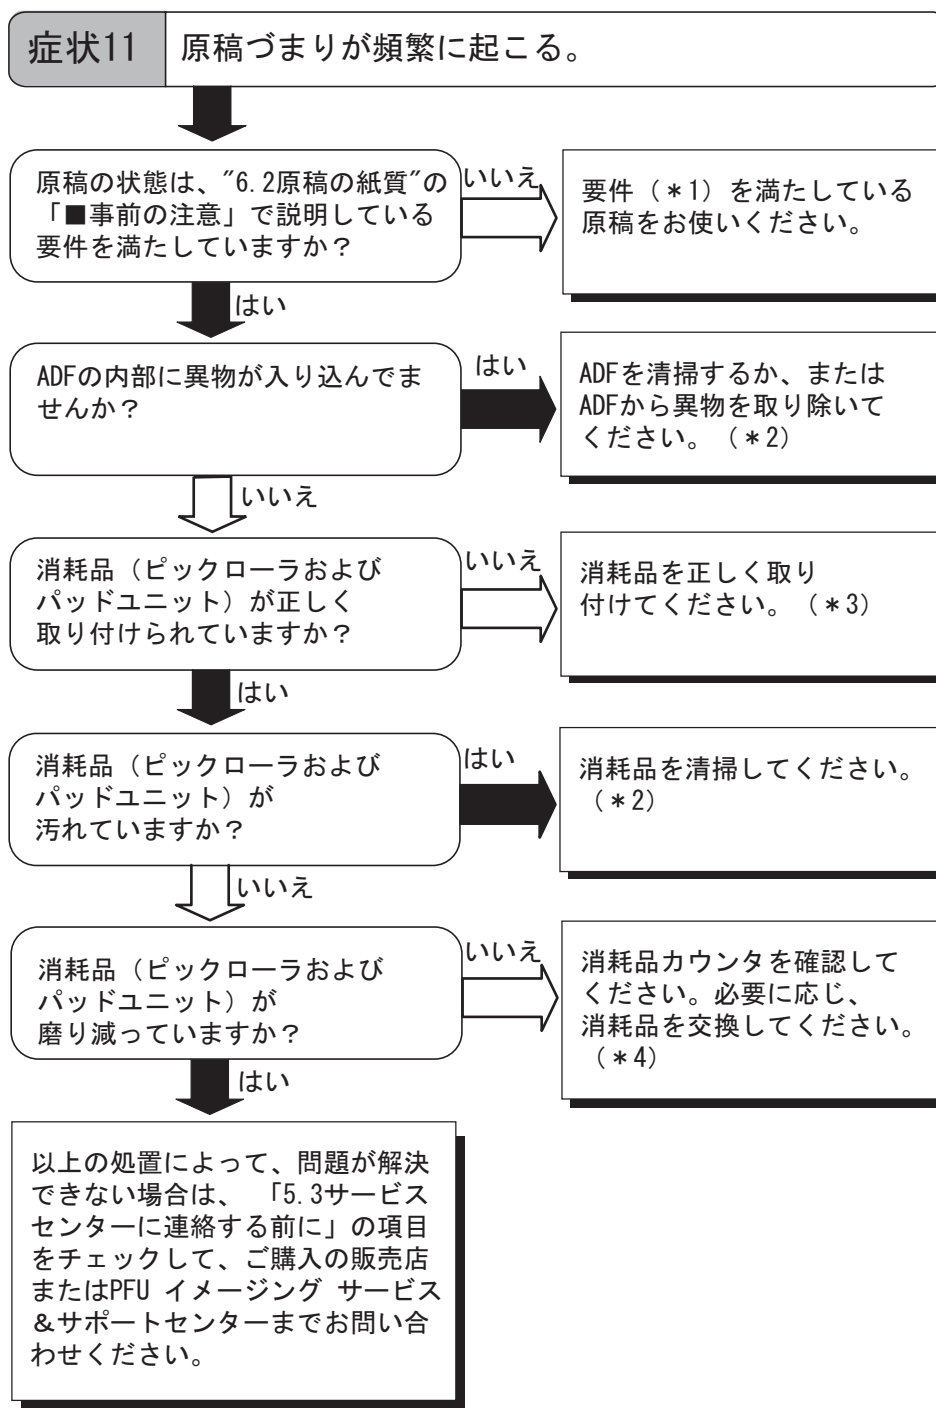 症状11 原稿づまりが頻繁に起こる。
原稿の状態は、"6.2原稿の紙質"の
「■事前の注意」で説明している
要件を満たしていますか？
いいえ
要件（＊1）を満たしている
原稿をお使いください。
はい
ADFの内部に異物が入り込んでま
せんか？
はい
ADFを清掃するか、または
ADFから異物を取り除いて
ください。（＊2）
いいえ
消耗品（ピックローラおよび
パッドユニット）が正しく
取り付けられていますか？
いいえ
消耗品を正しく取り
付けてください。（＊3）
はい
消耗品（ピックローラおよび
パッドユニット）が
汚れていますか？
はい
消耗品を清掃してください。
（＊2）
いいえ
消耗品（ピックローラおよび
パッドユニット）が
磨り減っていますか？
いいえ
消耗品カウンタを確認して
ください。必要に応じ、
消耗品を交換してください。
（＊4）
はい
以上の処置によって、問題が解決
できない場合は、 「5.3サービス
センターに連絡する前に」の項目
をチェックして、ご購入の販売店
またはPFU イメージング サービス
＆サポートセンターまでお問い合
わせください。